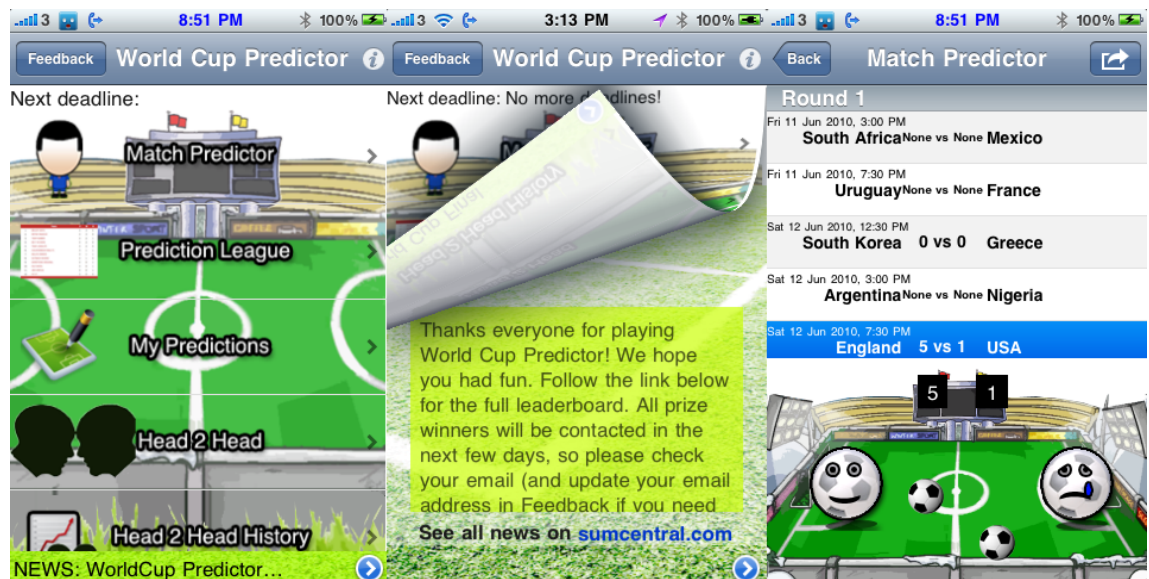 3
8:51 PM
100%
Feedback
World Cup Predictor
Next deadline:
Match Predictor
WINTER SPORT
Prediction League
My Predictions
Head 2 Head
Head 2 Head History
NEWS: WorldCup Predictor...
3
3:13 PM
100%
Feedback
World Cup Predictor
Next deadline: No more deadlines!
Cup Final
Head 2 Head History
Thanks everyone for playing
World Cup Predictor! We hope
you had fun. Follow the link below
for the full leaderboard. All prize
winners will be contacted in the
next few days, so please check
your email (and update your email
address in Feedback if you need
See all news on sumcentral.com
3
8:51 PM
100%
Back
Match Predictor
Round 1
Fri 11 Jun 2010, 3:00 PM
South Africa None vs None Mexico
Fri 11 Jun 2010, 7:30 PM
Uruguay None vs None France
Sat 12 Jun 2010, 12:30 PM
South Korea 0 vs 0 Greece
Sat 12 Jun 2010, 3:00 PM
Argentina None vs None Nigeria
Sat 12 Jun 2010, 7:30 PM
England 5 vs 1 USA
5 1